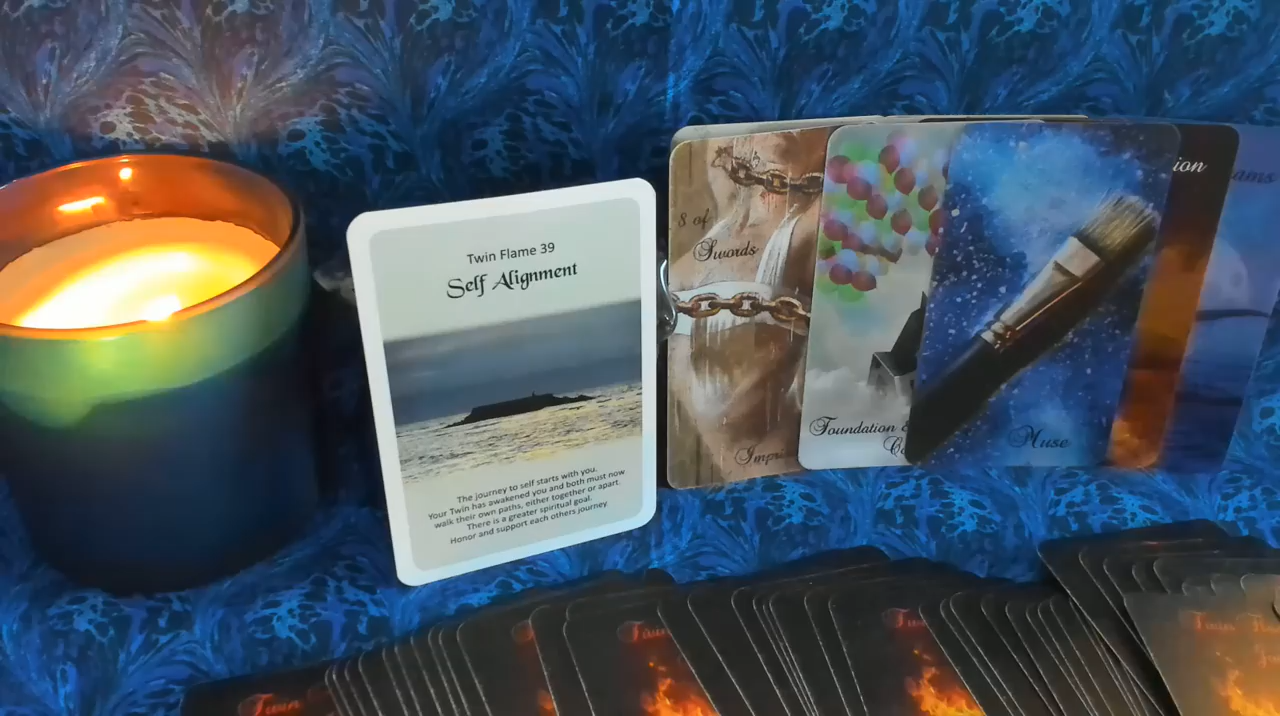 Twin Flame 39
Self Alignment
The journey to self starts with you.
Your Twin has awakened you and both must now
walk their own paths, either together or apart.
There is a greater spiritual goal.
Honor and support each others journey
8 of
Swords
Foundation &
Muse
Twin
Twin